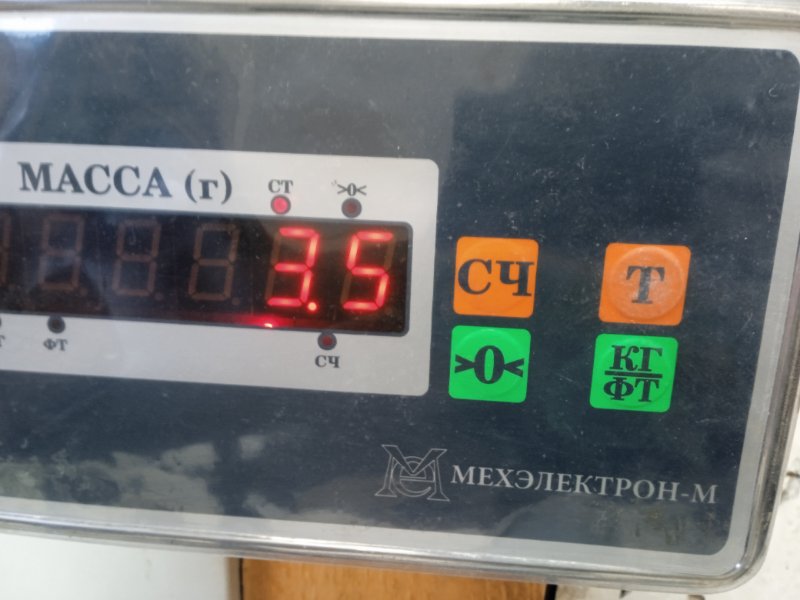 МАССА (г)
СТ
>0<
3.5
ФТ
СЧ
СЧ
Т
>0<
КГ
ФТ
МЕХЭЛЕКТРОН-М